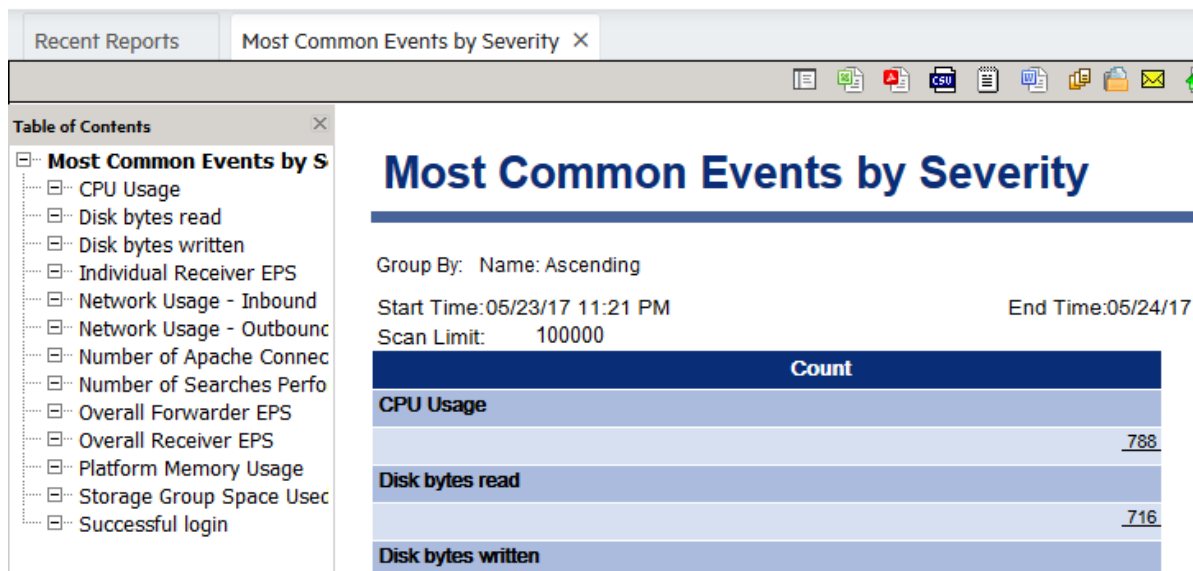 Recent Reports
Most Common Events by Severity
CSV
Table of Contents
Most Common Events by S
CPU Usage
Disk bytes read
Disk bytes written
Individual Receiver EPS
Network Usage - Inbound
Network Usage - Outbound
Number of Apache Connec
Number of Searches Perfo
Overall Forwarder EPS
Overall Receiver EPS
Platform Memory Usage
Storage Group Space Used
Successful login
Most Common Events by Severity
Group By: Name: Ascending
Start Time:05/23/17 11:21 PM End Time:05/24/17
Scan Limit: 100000
Count
CPU Usage
788
Disk bytes read
716
Disk bytes written